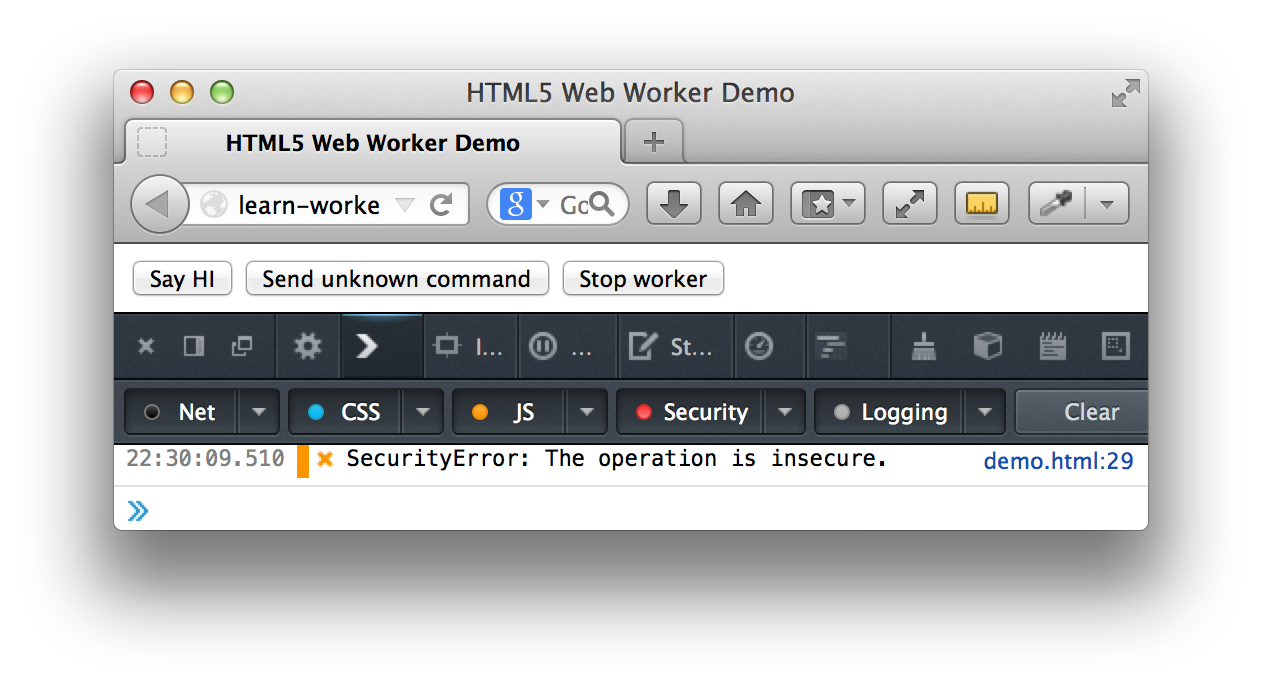 HTML5 Web Worker Demo
HTML5 Web Worker Demo
learn-worke g Go
Say HI Send unknown command Stop worker
I... ... St...
Net CSS JS Security Logging Clear
22:30:09.510 SecurityError: The operation is insecure. demo.html:29